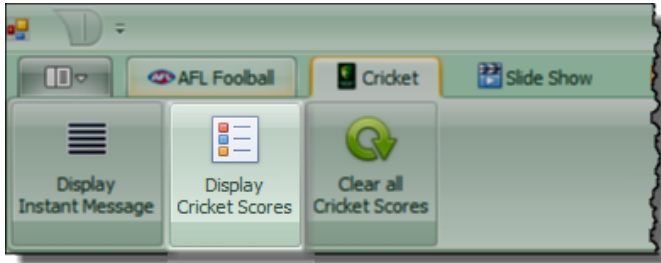 AFL Foolball
Cricket
Slide Show
Display
Instant Message
Display
Cricket Scores
Clear all
Cricket Scores